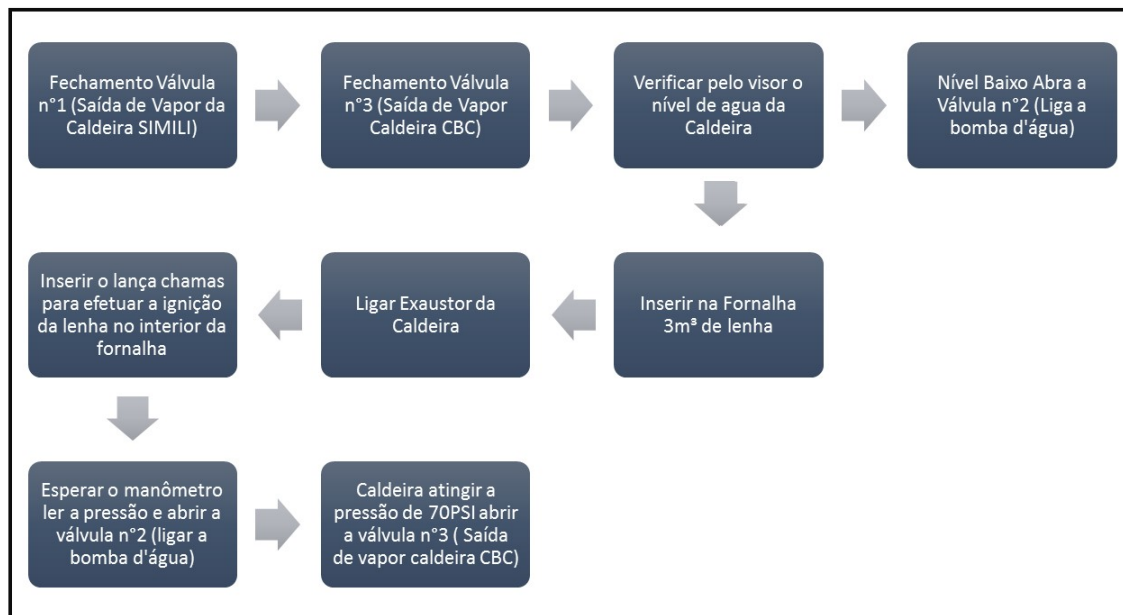 Fechamento Válvula
n°1 (Saída de Vapor da
Caldeira SIMILI)
Fechamento Válvula
n°3 (Saída de Vapor
Caldeira CBC)
Verificar pelo visor o
nível de agua da
Caldeira
Nível Baixo Abra a
Válvula n°2 (Liga a
bomba d'água)
Inserir o lança chamas
para efetuar a ignição
da lenha no interior da
fornalha
Ligar Exaustor da
Caldeira
Inserir na Fornalha
3m³ de lenha
Esperar o manômetro
ler a pressão e abrir a
válvula n°2 (ligar a
bomba d'água)
Caldeira atingir a
pressão de 70PSI abrir
a válvula n°3 ( Saída
de vapor caldeira CBC)